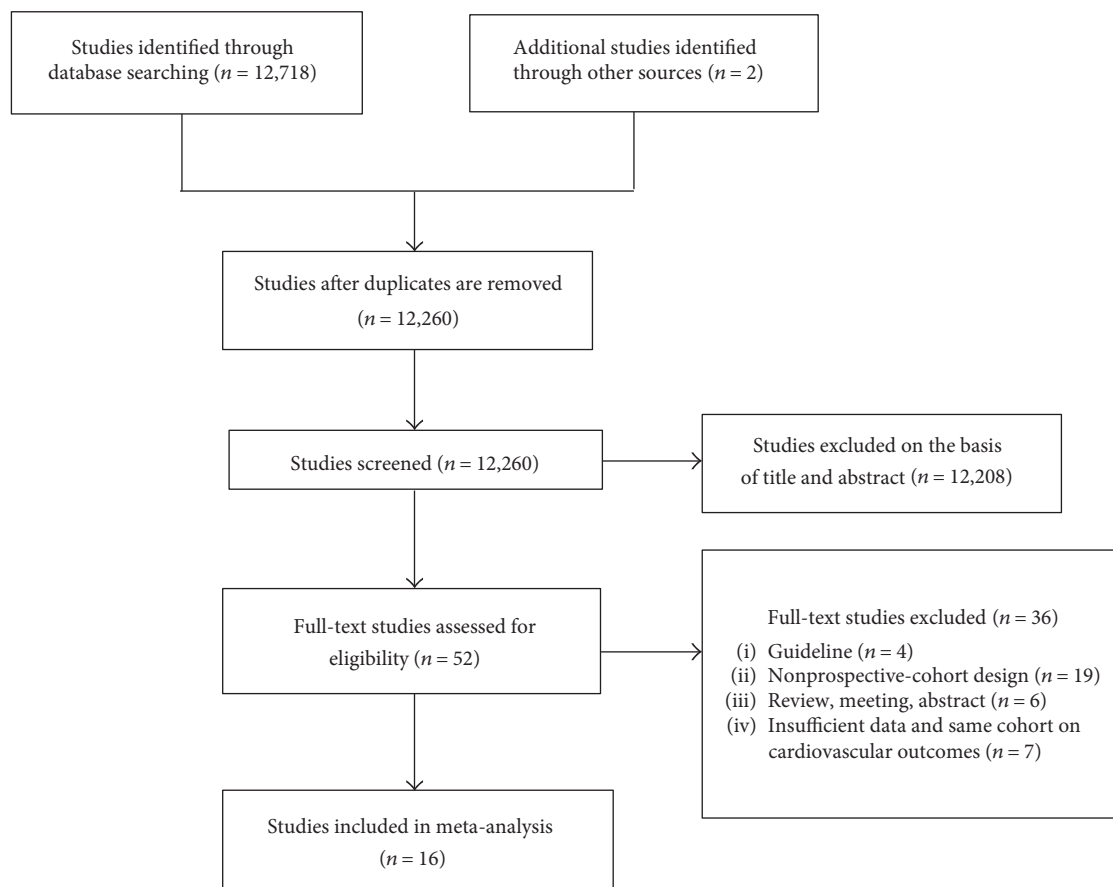 Studies identified through
database searching (n = 12,718)
Additional studies identified
through other sources (n = 2)
Studies after duplicates are removed
(n = 12,260)
Studies screened (n = 12,260)
Studies excluded on the basis
of title and abstract (n = 12,208)
Full-text studies assessed for
eligibility (n = 52)
Full-text studies excluded (n = 36)
(i) Guideline (n = 4)
(ii) Nonprospective-cohort design (n = 19)
(iii) Review, meeting, abstract (n = 6)
(iv) Insufficient data and same cohort on
cardiovascular outcomes (n = 7)
Studies included in meta-analysis
(n = 16)